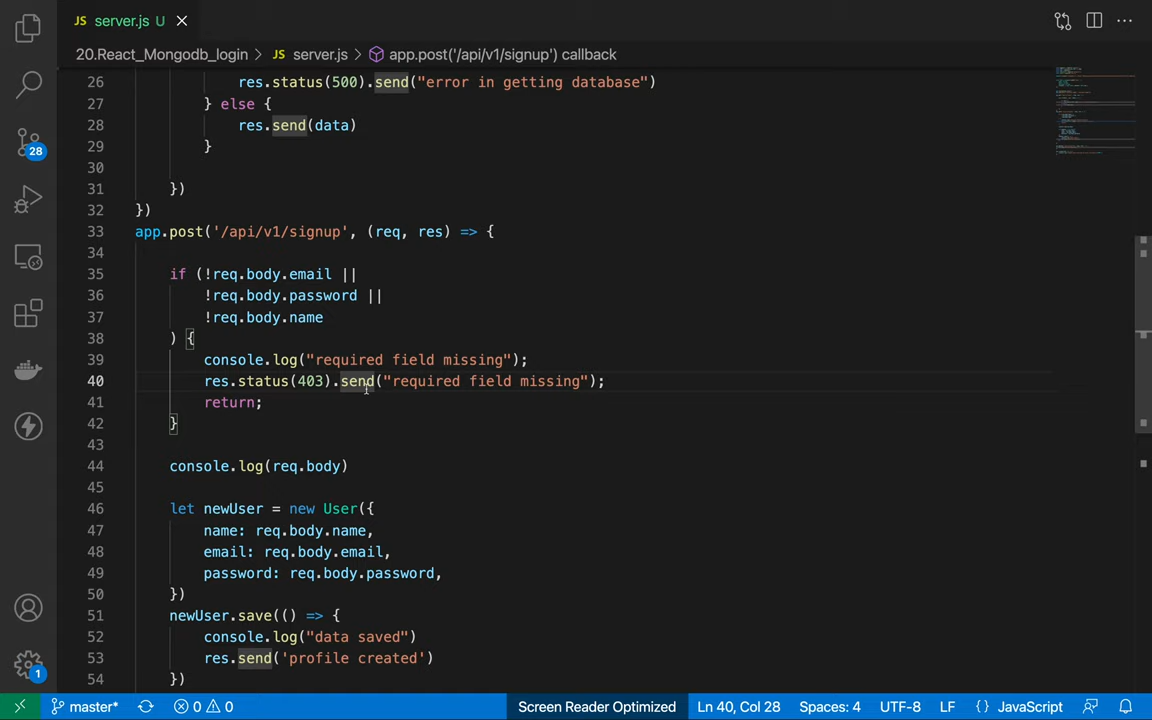 JS server.js U
20.React_Mongodb_login > JS server.js > app.post('/api/v1/signup') callback
26 res.status(500).send("error in getting database")
27 } else {
28 res.send(data)
29 }
30
31 })
32 })
33 app.post('/api/v1/signup', (req, res) => {
34
35 if (!req.body.email ||
36 !req.body.password ||
37 !req.body.name
38 ) {
39 console.log("required field missing");
40 res.status(403).send("required field missing");
41 return;
42 }
43
44 console.log(req.body)
45
46 let newUser = new User({
47 name: req.body.name,
48 email: req.body.email,
49 password: req.body.password,
50 })
51 newUser.save(() => {
52 console.log("data saved")
53 res.send('profile created')
54 })
28
1
master* 0 0 Screen Reader Optimized Ln 40, Col 28 Spaces: 4 UTF-8 LF {} JavaScript